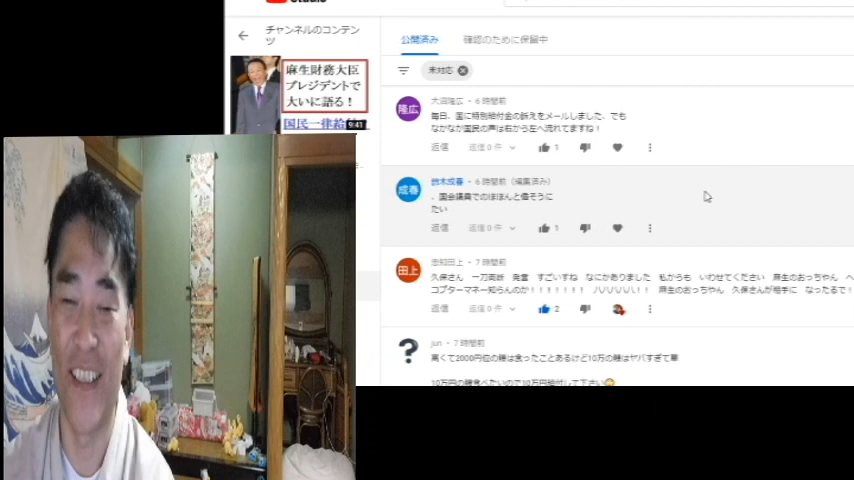 Studio
チャンネルのコンテン
ツ
麻生財務大臣
プレジデントで
大いに語る！
国民一律給
9:41
公開済み
確認のために保留中
未対応
隆広
大沼隆広・6 時間前
毎日、国に特別給付金の訴えをメールしました、でも
なかなか国民の声は右から左へ流れてますね！
返信 返信 0 件 1
成春
鈴木成春・6 時間前（編集済み）
、国会議員でのほほんと偉そうに
たい
返信 返信 0 件 1
田上
忠知田上・7 時間前
久保さん 一刀両断 発言 すごいすね なにかありました 私からも いわせてください 麻生のおっちゃん へ
コプターマネー知らんのか！！！！！！！ 麻生のおっちゃん 久保さんが相手に なったるで！
返信 返信 0 件 2
?
jun・7 時間前
高くて2000円位の鰻は食ったことあるけど10万の鰻はヤバすぎて草
10万円の鰻食べたいので10万円給付して下さい